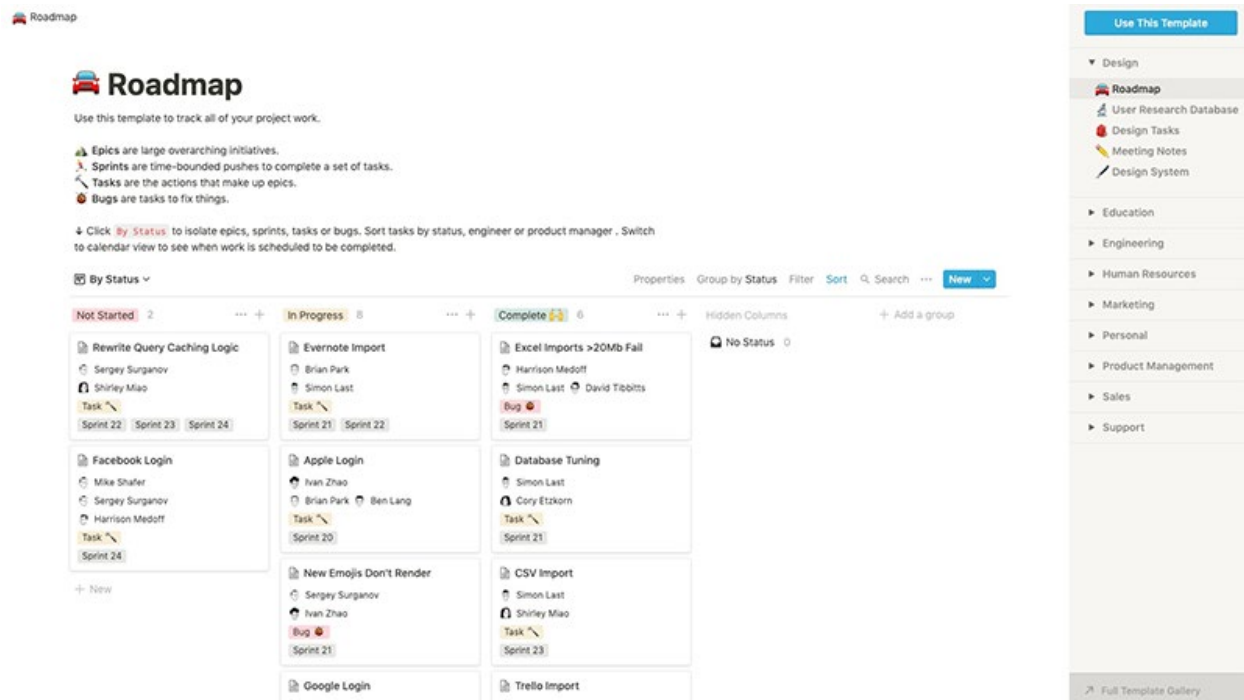 Roadmap
Roadmap
Use this template to track all of your project work.
Epics are large overarching initiatives.
Sprints are time-bounded pushes to complete a set of tasks.
Tasks are the actions that make up epics.
Bugs are tasks to fix things.
↓ Click By Status to isolate epics, sprints, tasks or bugs. Sort tasks by status, engineer or product manager . Switch
to calendar view to see when work is scheduled to be completed.
By Status
Properties Group by Status Filter Sort Search ··· New
Not Started 2 ··· +
Rewrite Query Caching Logic
Sergey Surganov
Shirley Miao
Task
Sprint 22 Sprint 23 Sprint 24
Facebook Login
Mike Shafer
Sergey Surganov
Harrison Medoff
Task
Sprint 24
+ New
In Progress 8 ··· +
Evernote Import
Brian Park
Simon Last
Task
Sprint 21 Sprint 22
Apple Login
Ivan Zhao
Brian Park Ben Lang
Task
Sprint 20
New Emojis Don't Render
Sergey Surganov
Ivan Zhao
Bug
Sprint 21
Google Login
Complete 6 ··· +
Excel Imports >20Mb Fail
Harrison Medoff
Simon Last David Tibbitts
Bug
Sprint 21
Database Tuning
Simon Last
Cory Etzkorn
Task
Sprint 21
CSV Import
Simon Last
Shirley Miao
Task
Sprint 23
Trello Import
Hidden Columns
No Status 0
+ Add a group
Use This Template
Design
Roadmap
User Research Database
Design Tasks
Meeting Notes
Design System
Education
Engineering
Human Resources
Marketing
Personal
Product Management
Sales
Support
Full Template Gallery